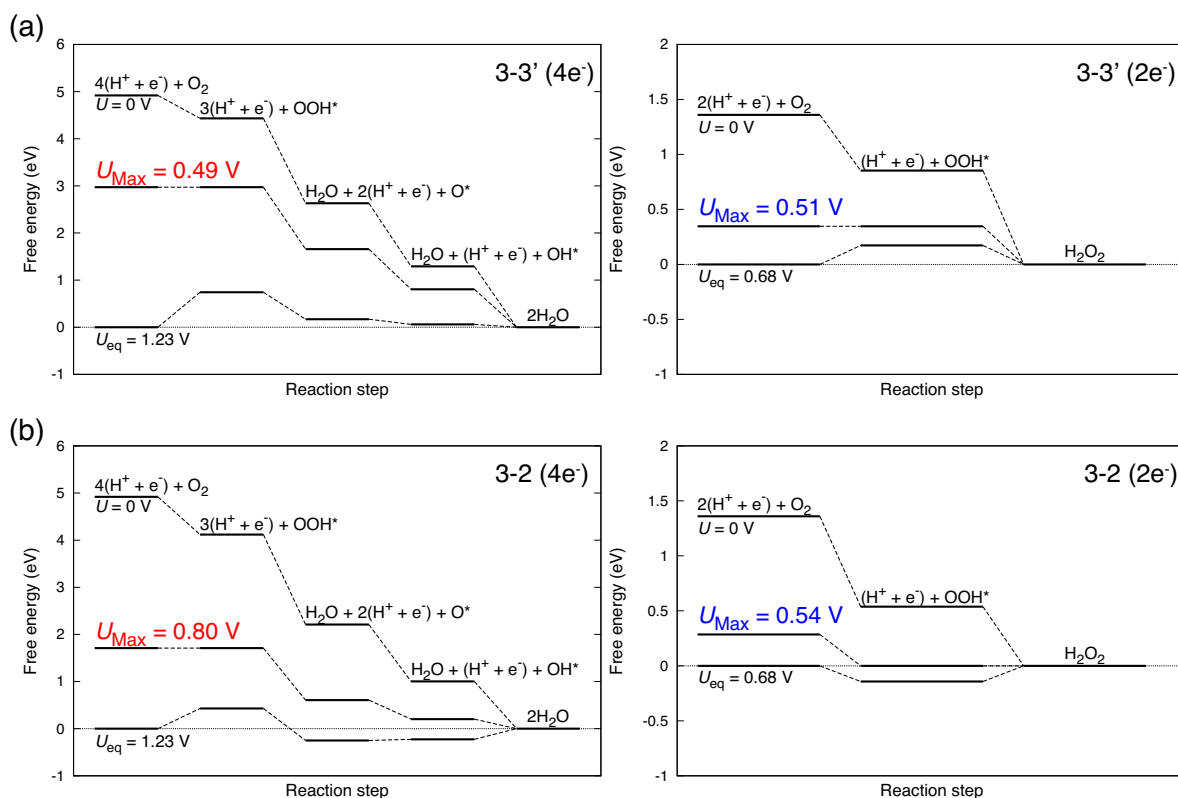 (a)
6
5
4
3
2
1
0
-1
Free energy (eV)
Reaction step
3-3’ (4e-)
4(H+ + e-) + O2
U = 0 V
3(H+ + e-) + OOH*
UMax = 0.49 V
H2O + 2(H+ + e-) + O*
H2O + (H+ + e-) + OH*
2H2O
Ueq = 1.23 V
2
1.5
1
0.5
0
-0.5
-1
Free energy (eV)
Reaction step
3-3’ (2e-)
2(H+ + e-) + O2
U = 0 V
(H+ + e-) + OOH*
UMax = 0.51 V
H2O2
Ueq = 0.68 V
(b)
6
5
4
3
2
1
0
-1
Free energy (eV)
Reaction step
3-2 (4e-)
4(H+ + e-) + O2
U = 0 V
3(H+ + e-) + OOH*
H2O + 2(H+ + e-) + O*
UMax = 0.80 V
H2O + (H+ + e-) + OH*
2H2O
Ueq = 1.23 V
2
1.5
1
0.5
0
-0.5
-1
Free energy (eV)
Reaction step
3-2 (2e-)
2(H+ + e-) + O2
U = 0 V
(H+ + e-) + OOH*
UMax = 0.54 V
H2O2
Ueq = 0.68 V